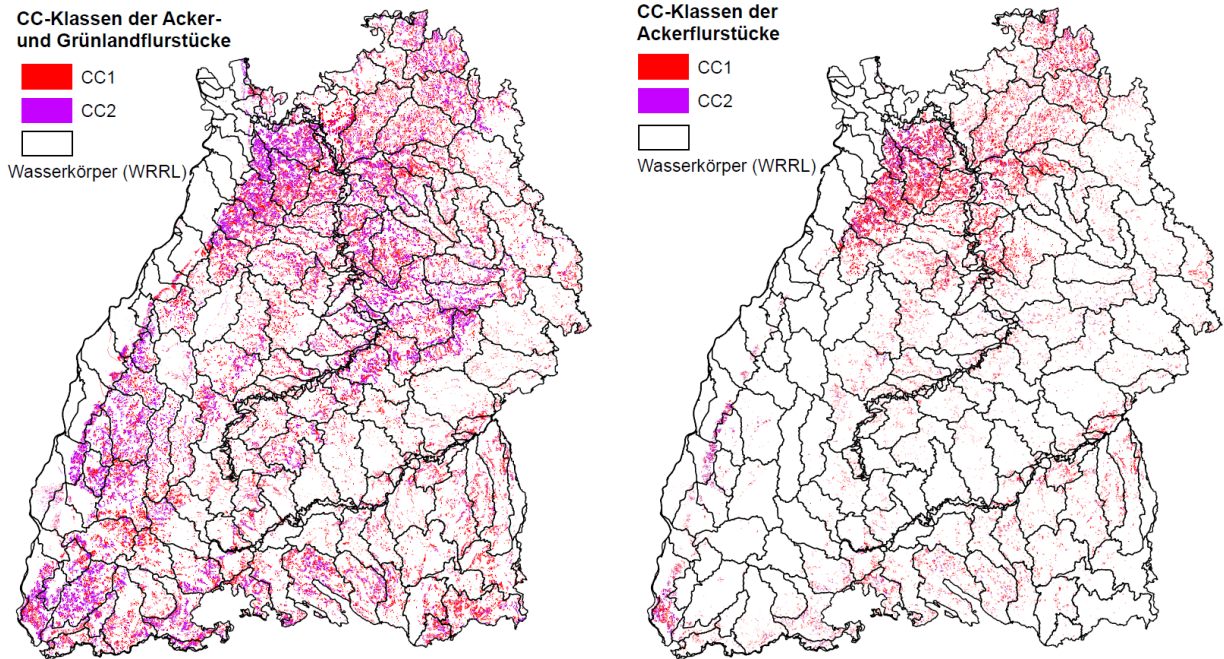 CC-Klassen der Acker-
und Grünlandflurstücke
CC1
CC2
Wasserkörper (WRRL)
CC-Klassen der
Ackerflurstücke
CC1
CC2
Wasserkörper (WRRL)